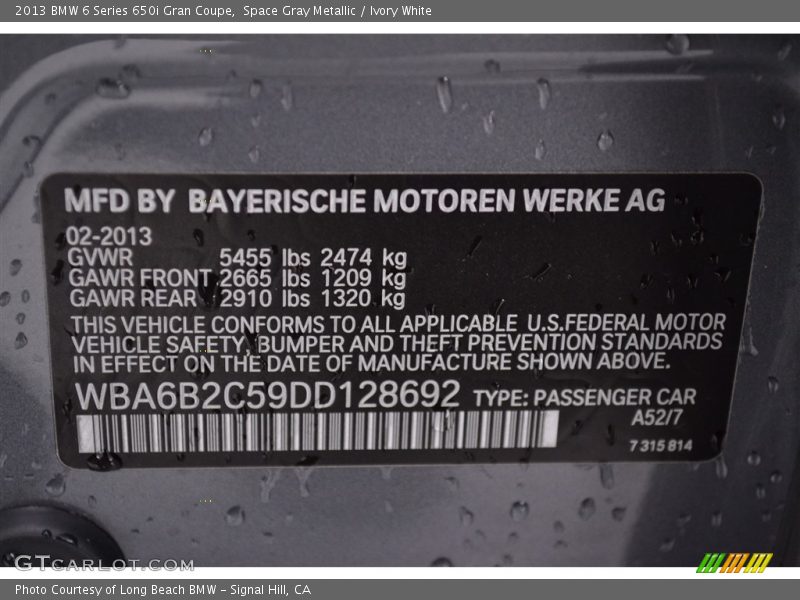 2013 BMW 6 Series 650i Gran Coupe,  Space Gray Metallic / Ivory White
MFD BY BAYERISCHE MOTOREN WERKE AG
02-2013
GVWR 5455 lbs 2474 kg
GAWR FRONT 2665 lbs 1209 kg
GAWR REAR 2910 lbs 1320 kg
THIS VEHICLE CONFORMS TO ALL APPLICABLE U.S.FEDERAL MOTOR
VEHICLE SAFETY, BUMPER AND THEFT PREVENTION STANDARDS
IN EFFECT ON THE DATE OF MANUFACTURE SHOWN ABOVE.
WBA6B2C59DD128692 TYPE: PASSENGER CAR
A52/7
7 315 814
GTCARLOT.COM
Photo Courtesy of Long Beach BMW – Signal Hill, CA